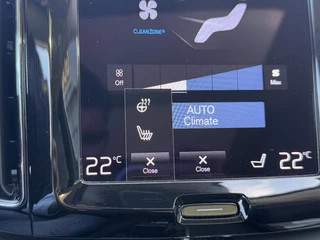 CLEANZONE
Off
Max
AUTO
Climate
22°C
Close
Close
22°C